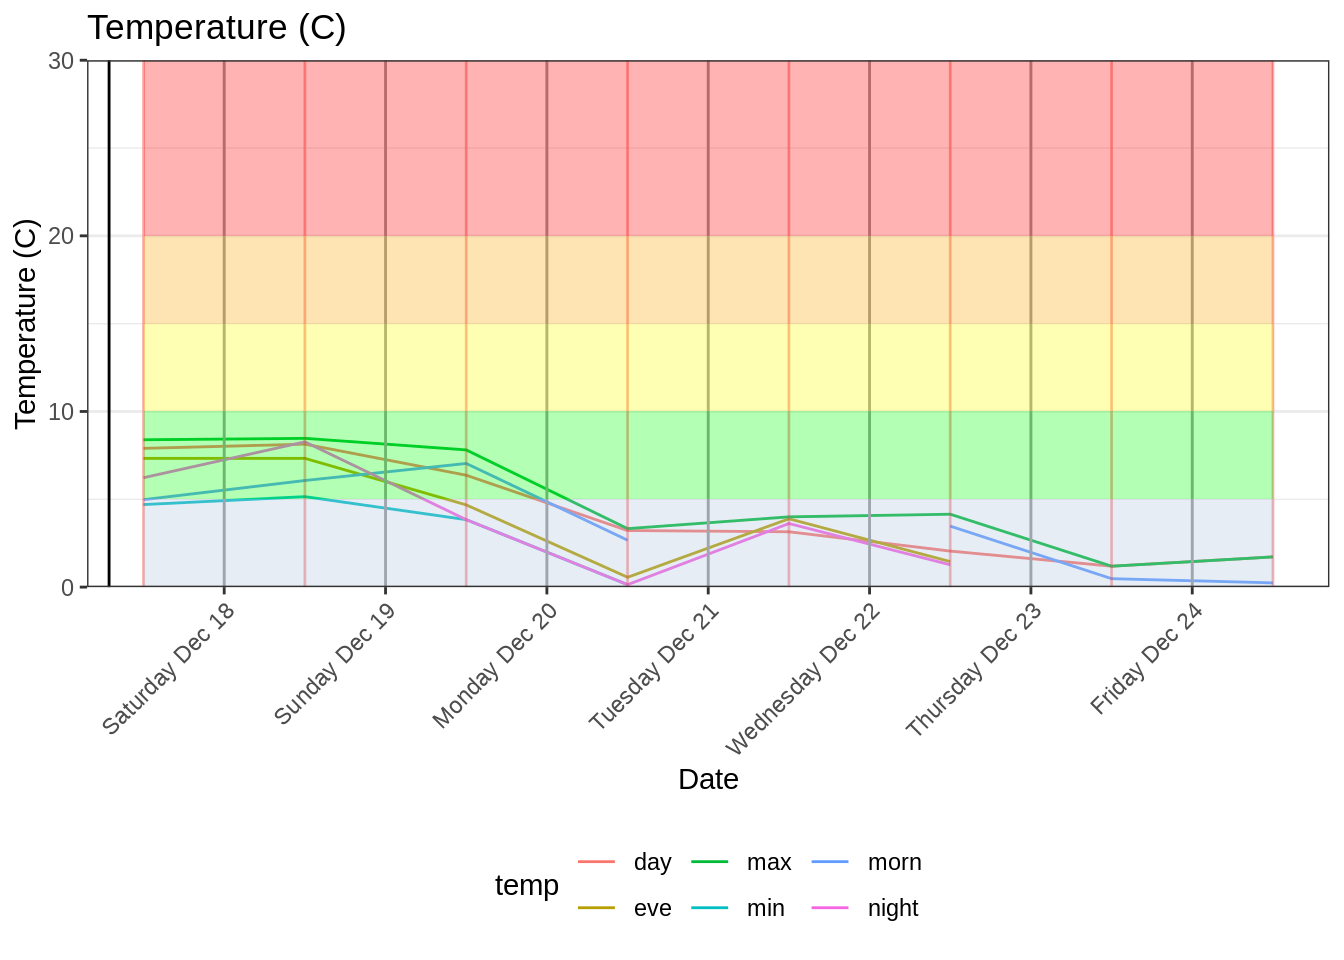 Temperature (C)
Temperature (C)
30
20
10
0
Saturday Dec 18
Sunday Dec 19
Monday Dec 20
Tuesday Dec 21
Wednesday Dec 22
Thursday Dec 23
Friday Dec 24
Date
temp
day
max
morn
eve
min
night